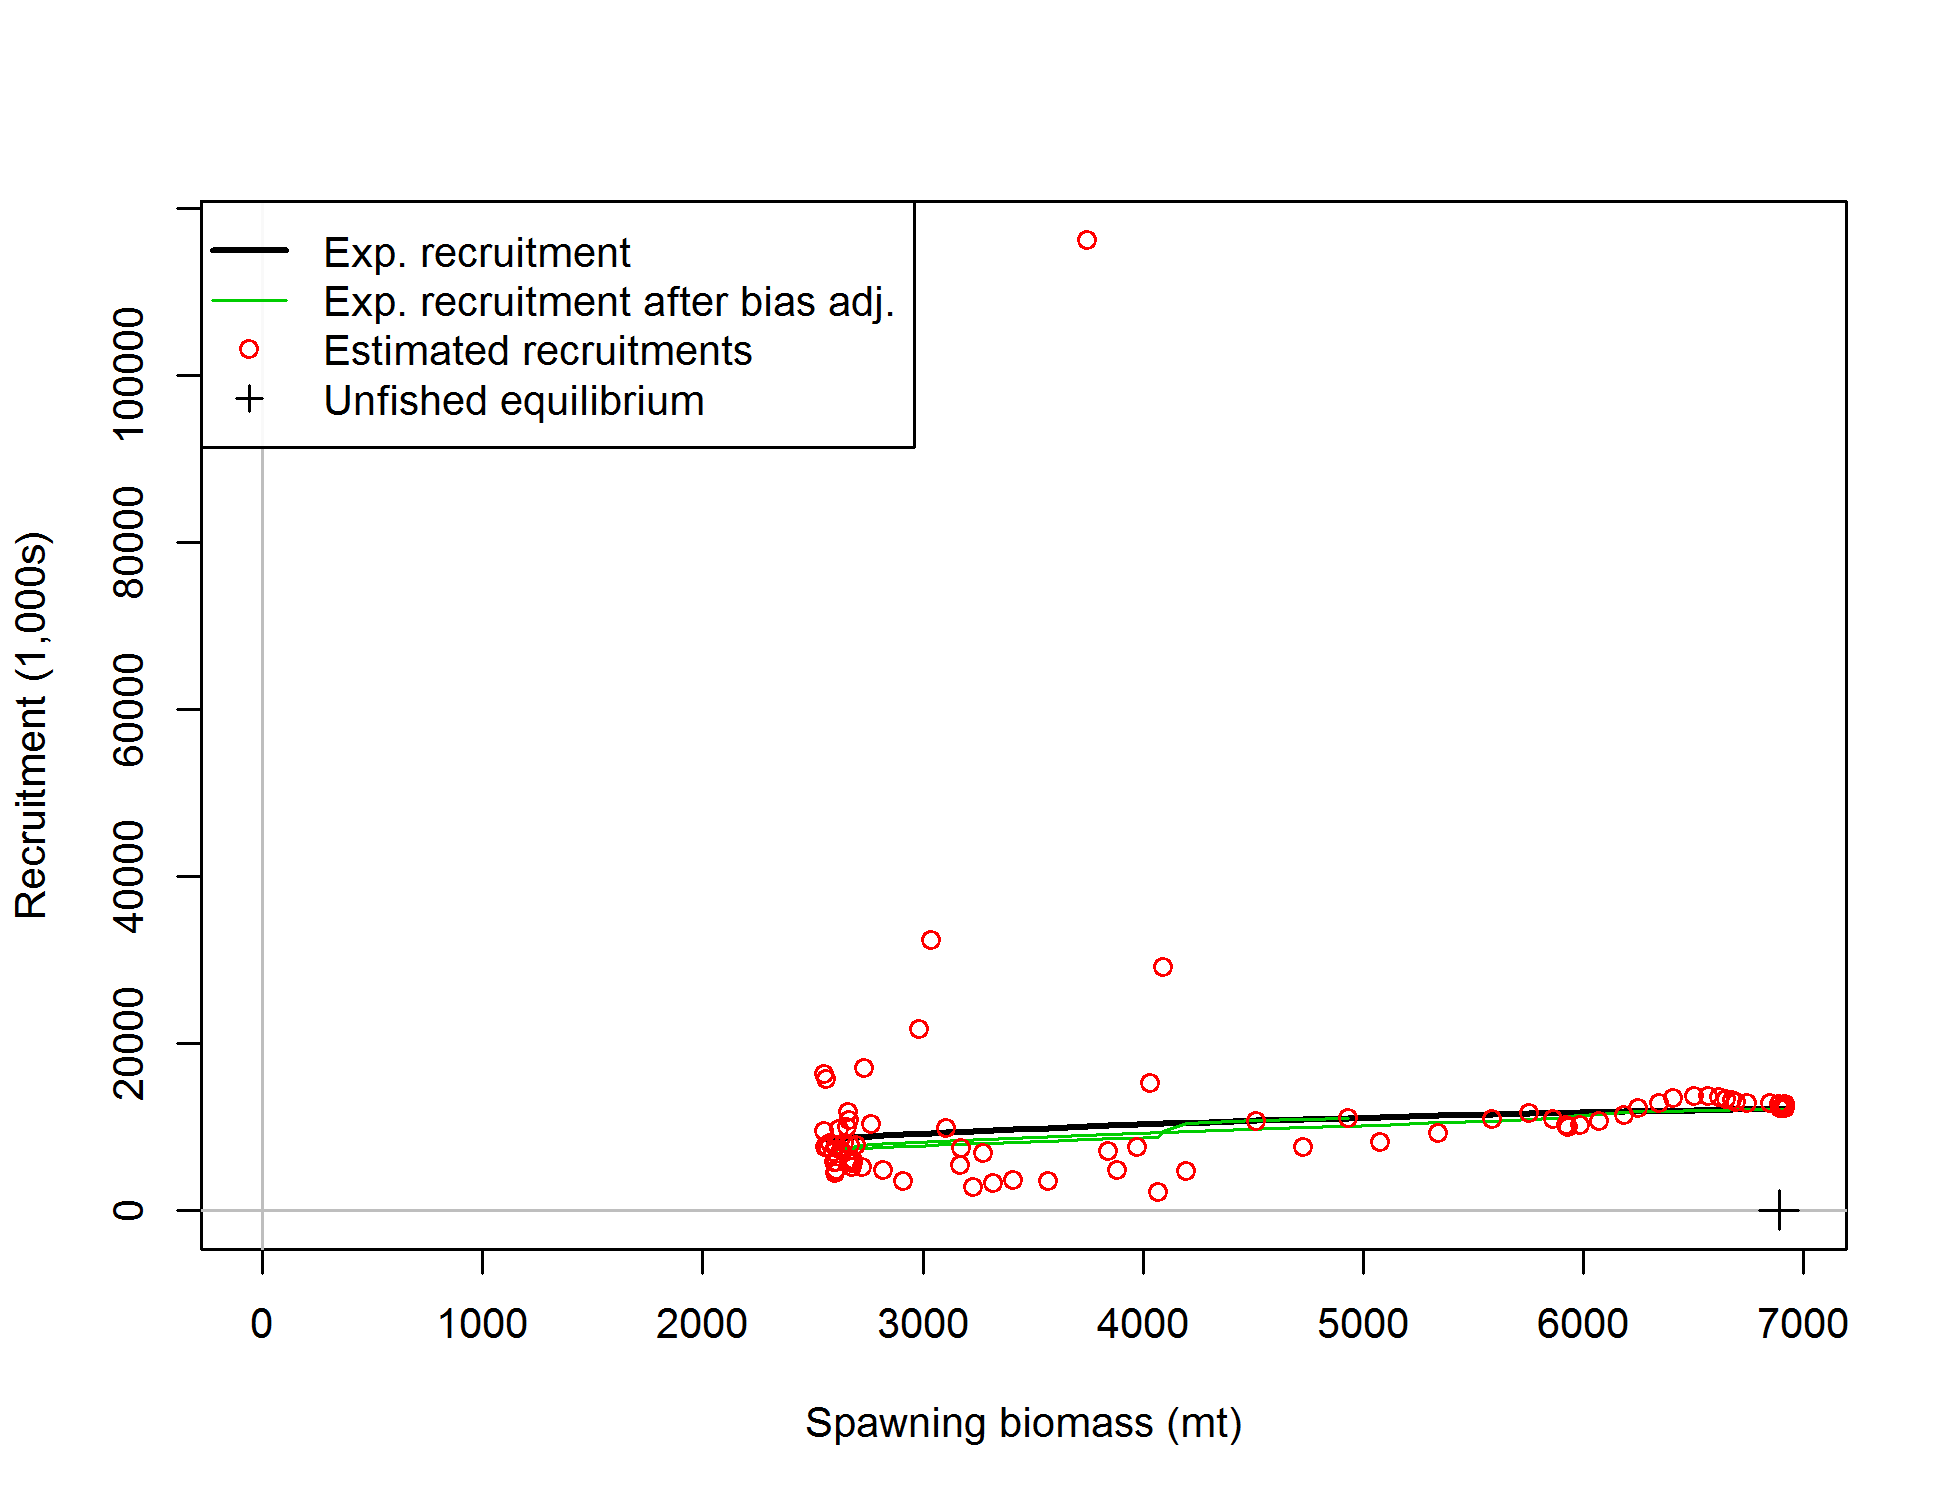 Exp. recruitment
Exp. recruitment after bias adj.
Estimated recruitments
Unfished equilibrium
Recruitment (1,000s)
100000
80000
60000
40000
20000
0
0 1000 2000 3000 4000 5000 6000 7000
Spawning biomass (mt)